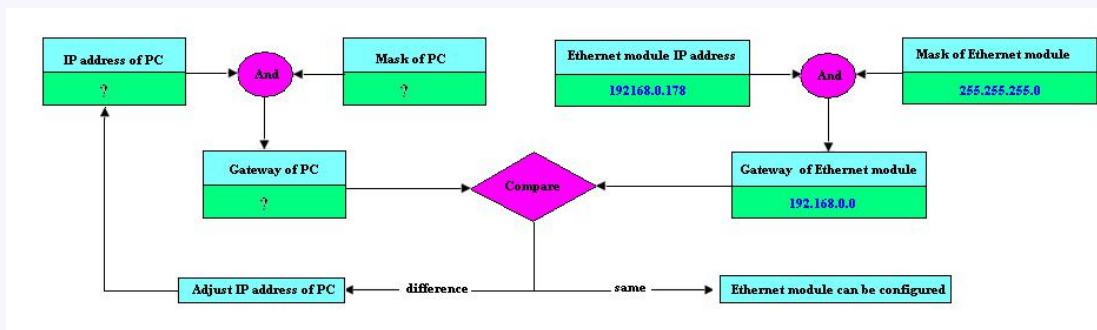 IP address of PC
?
And
Mask of PC
?
Ethernet module IP address
192168.0.178
And
Mask of Ethernet module
255.255.255.0
Gateway of PC
?
Compare
Gateway of Ethernet module
192.168.0.0
Adjust IP address of PC
difference
same
Ethernet module can be configured